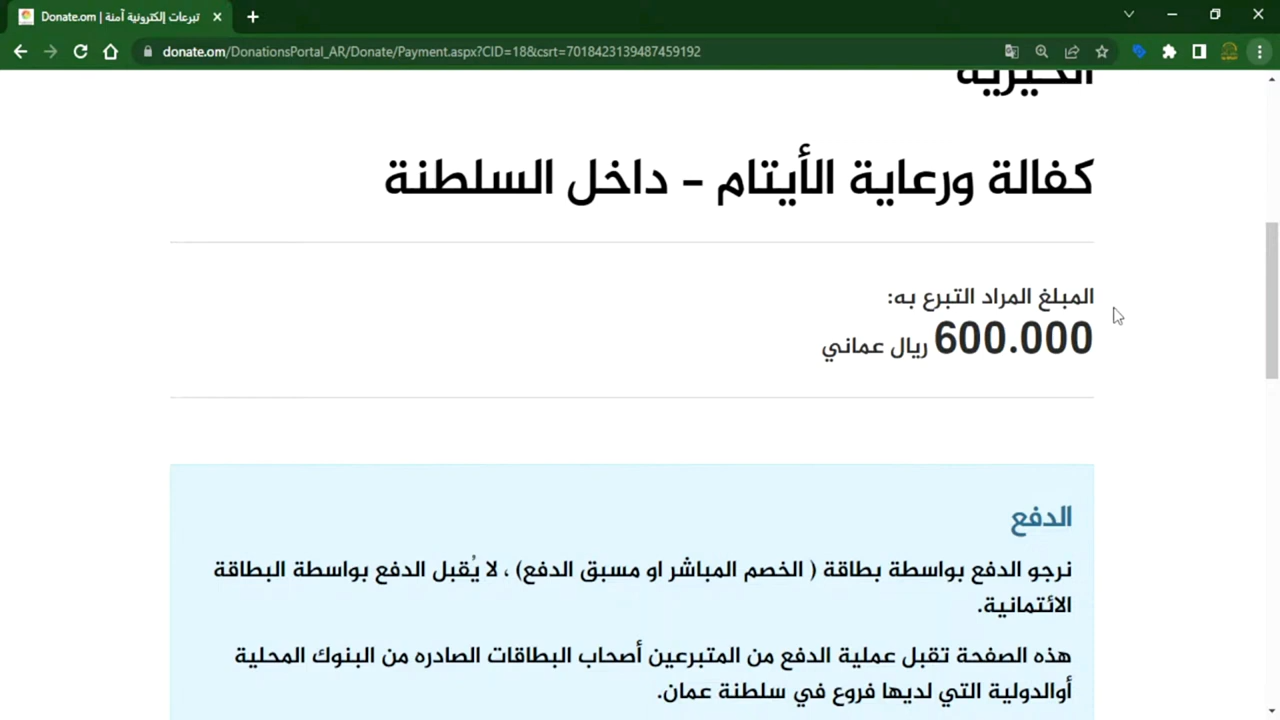 Donate.om | تبرعات إلكترونية آمنة
donate.om/DonationsPortal_AR/Donate/Payment.aspx?CID=18&csrt=7018423139487459192
الخيرية
كفالة ورعاية الأيتام - داخل السلطنة
المبلغ المراد التبرع به:
600.000 ريال عماني
الدفع
نرجو الدفع بواسطة بطاقة ( الخصم المباشر او مسبق الدفع) ، لا يُقبل الدفع بواسطة البطاقة
الائتمانية.
هذه الصفحة تقبل عملية الدفع من المتبرعين أصحاب البطاقات الصادره من البنوك المحلية
أوالدولية التي لديها فروع في سلطنة عمان.